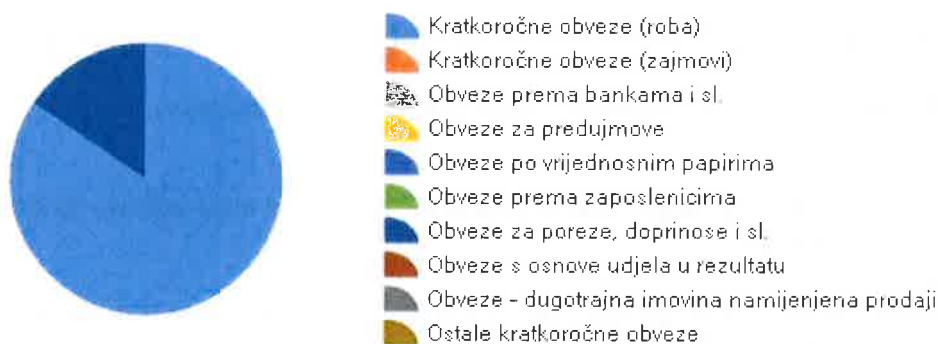 Kratkoročne obveze (roba)
Kratkoročne obveze (zajmovi)
Obveze prema bankama i sl.
Obveze za predujmove
Obveze po vrijednosnim papirima
Obveze prema zaposlenicima
Obveze za poreze, doprinose i sl.
Obveze s osnove udjela u rezultatu
Obveze - dugotrajna imovina namijenjena prodaji
Ostale kratkoročne obveze